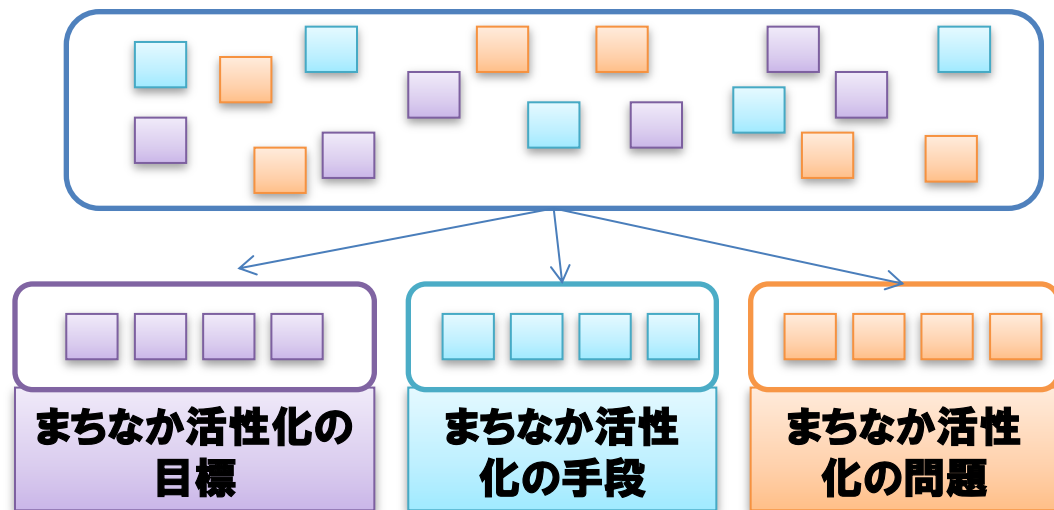 まちなか活性化の
目標
まちなか活性
化の手段
まちなか活性
化の問題